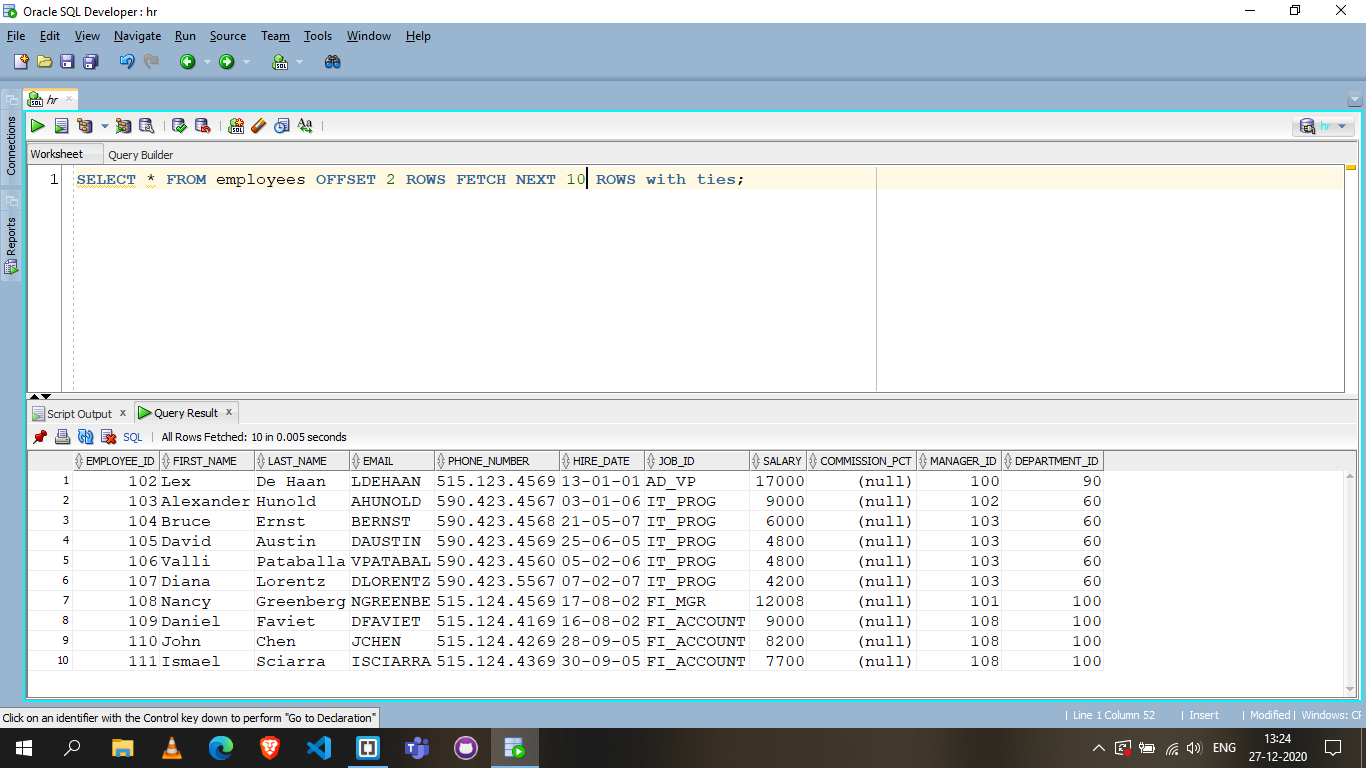 Oracle SQL Developer : hr
File Edit View Navigate Run Source Team Tools Window Help
SQL hr
Connections
Reports
hr
Worksheet Query Builder
1 SELECT * FROM employees OFFSET 2 ROWS FETCH NEXT 10 ROWS with ties;
Script Output x Query Result x
SQL | All Rows Fetched: 10 in 0.005 seconds
EMPLOYEE_ID FIRST_NAME LAST_NAME EMAIL PHONE_NUMBER HIRE_DATE JOB_ID SALARY COMMISSION_PCT MANAGER_ID DEPARTMENT_ID
1 102 Lex De Haan LDEHAAN 515.123.4569 13-01-01 AD_VP 17000 (null) 100 90
2 103 Alexander Hunold AHUNOLD 590.423.4567 03-01-06 IT_PROG 9000 (null) 102 60
3 104 Bruce Ernst BERNST 590.423.4568 21-05-07 IT_PROG 6000 (null) 103 60
4 105 David Austin DAUSTIN 590.423.4569 25-06-05 IT_PROG 4800 (null) 103 60
5 106 Valli Pataballa VPATABAL 590.423.4560 05-02-06 IT_PROG 4800 (null) 103 60
6 107 Diana Lorentz DLORENTZ 590.423.5567 07-02-07 IT_PROG 4200 (null) 103 60
7 108 Nancy Greenberg NGREENBE 515.124.4569 17-08-02 FI_MGR 12008 (null) 101 100
8 109 Daniel Faviet DFAVIET 515.124.4169 16-08-02 FI_ACCOUNT 9000 (null) 108 100
9 110 John Chen JCHEN 515.124.4269 28-09-05 FI_ACCOUNT 8200 (null) 108 100
10 111 Ismael Sciarra ISCIARRA 515.124.4369 30-09-05 FI_ACCOUNT 7700 (null) 108 100
Click on an identifier with the Control key down to perform "Go to Declaration"
| Line 1 Column 52 | Insert | Modified | Windows: CF
ENG 13:24
27-12-2020